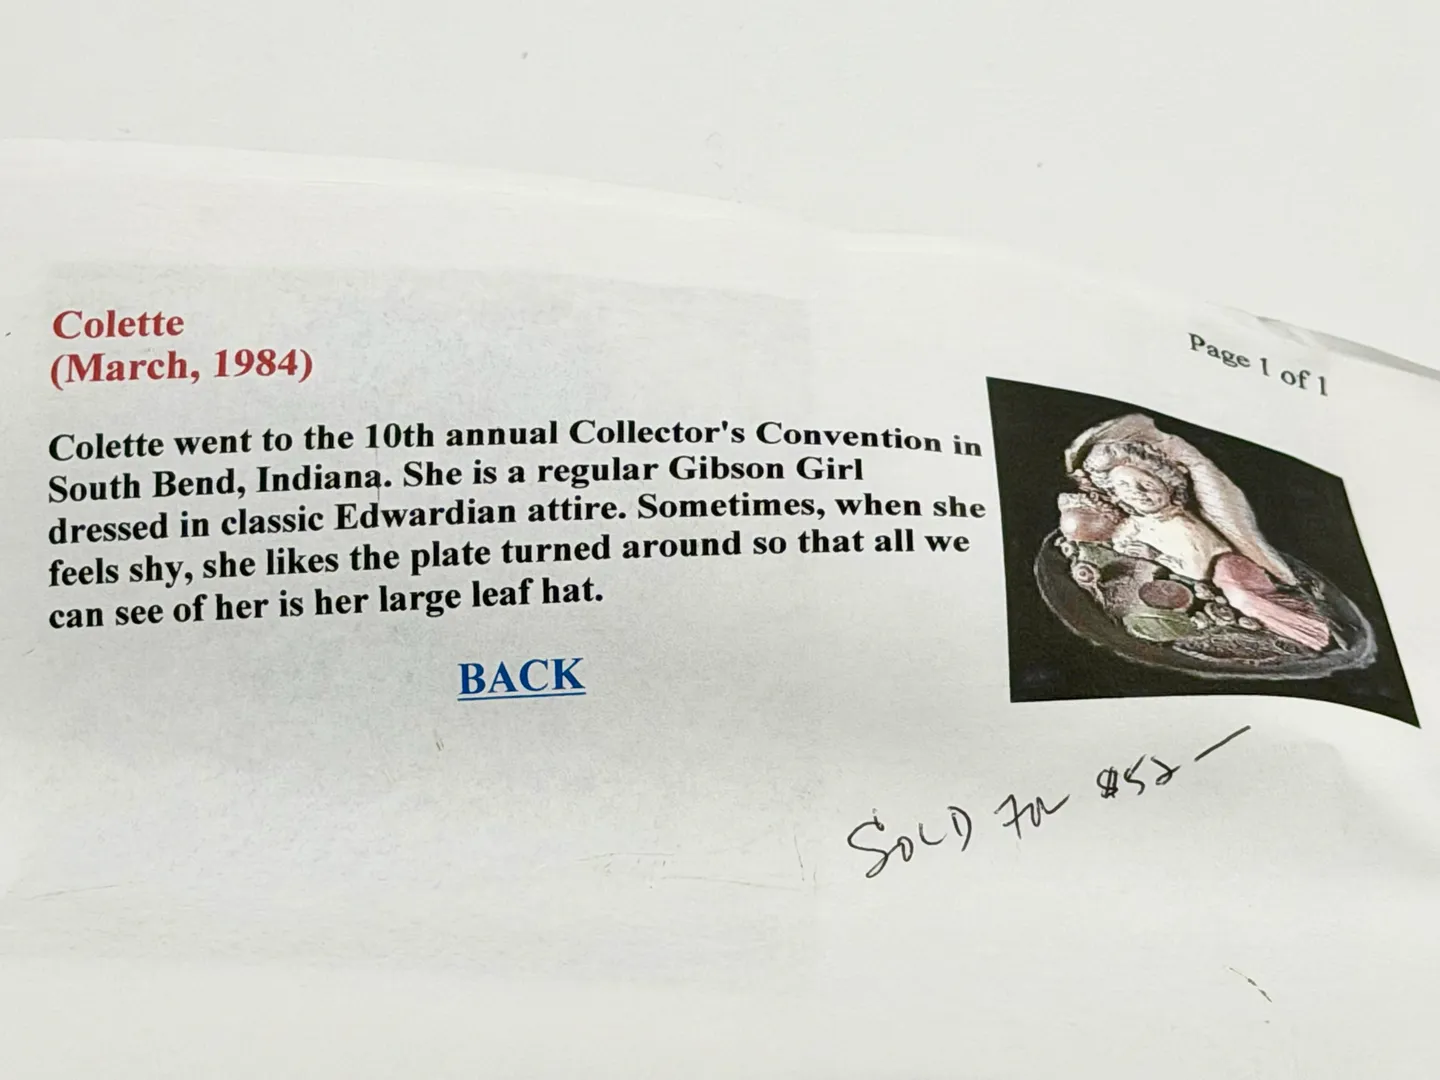 Colette
(March, 1984)
Page 1 of 1
Colette went to the 10th annual Collector's Convention in
South Bend, Indiana. She is a regular Gibson Girl
dressed in classic Edwardian attire. Sometimes, when she
feels shy, she likes the plate turned around so that all we
can see of her is her large leaf hat.
BACK
SOLD FOR $52—